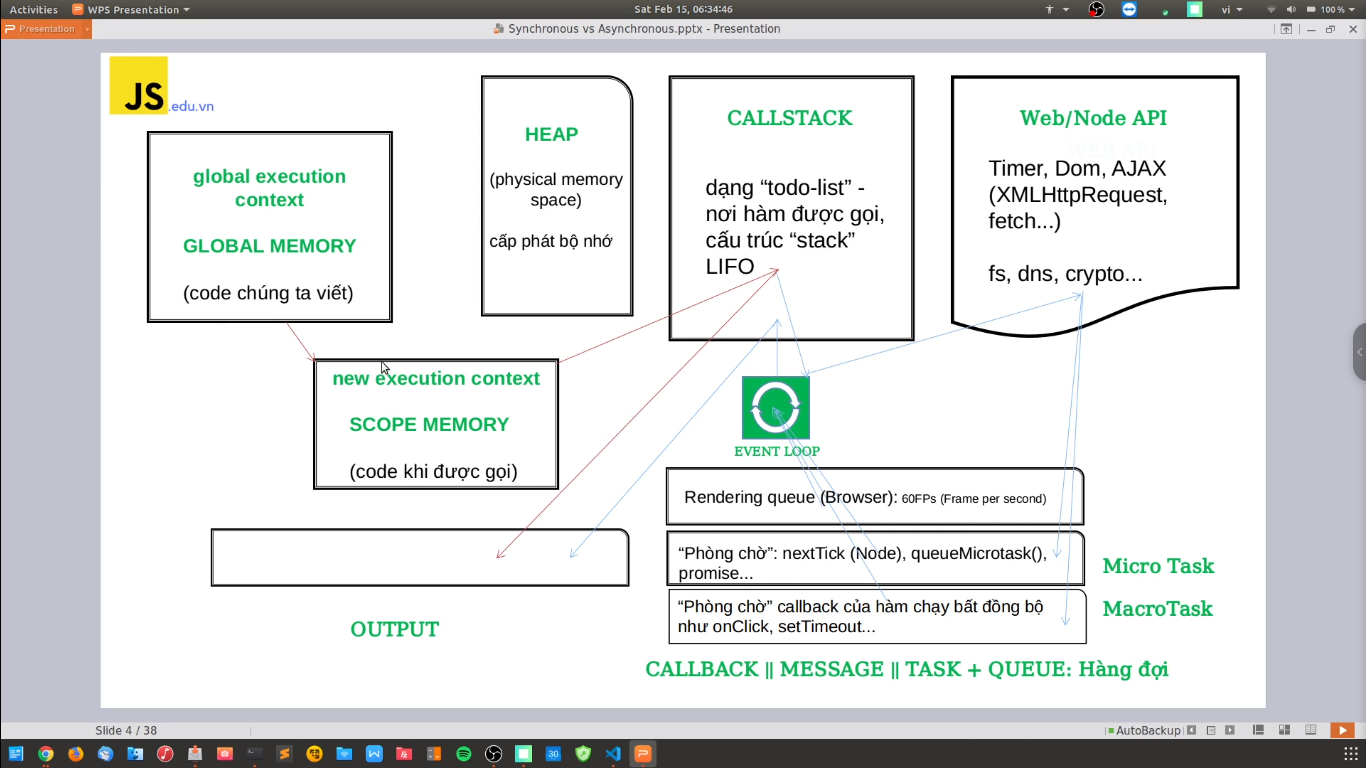 Activities
WPS Presentation
Sat Feb 15, 06:34:46
vi
100 %
Presentation
Synchronous vs Asynchronous.pptx - Presentation
JS.edu.vn
global execution
context
GLOBAL MEMORY
(code chúng ta viết)
HEAP
(physical memory
space)
cấp phát bộ nhớ
CALLSTACK
dạng “todo-list” -
nơi hàm được gọi,
cấu trúc “stack”
LIFO
Web/Node API
WEB API
Timer, Dom, AJAX
(XMLHttpRequest,
fetch...)
fs, dns, crypto...
new execution context
SCOPE MEMORY
(code khi được gọi)
EVENT LOOP
Rendering queue (Browser): 60FPs (Frame per second)
“Phòng chờ”: nextTick (Node), queueMicrotask(),
promise...
Micro Task
“Phòng chờ” callback của hàm chạy bất đồng bộ
như onClick, setTimeout...
MacroTask
OUTPUT
CALLBACK || MESSAGE || TASK + QUEUE: Hàng đợi
Slide 4 / 38
AutoBackup
30